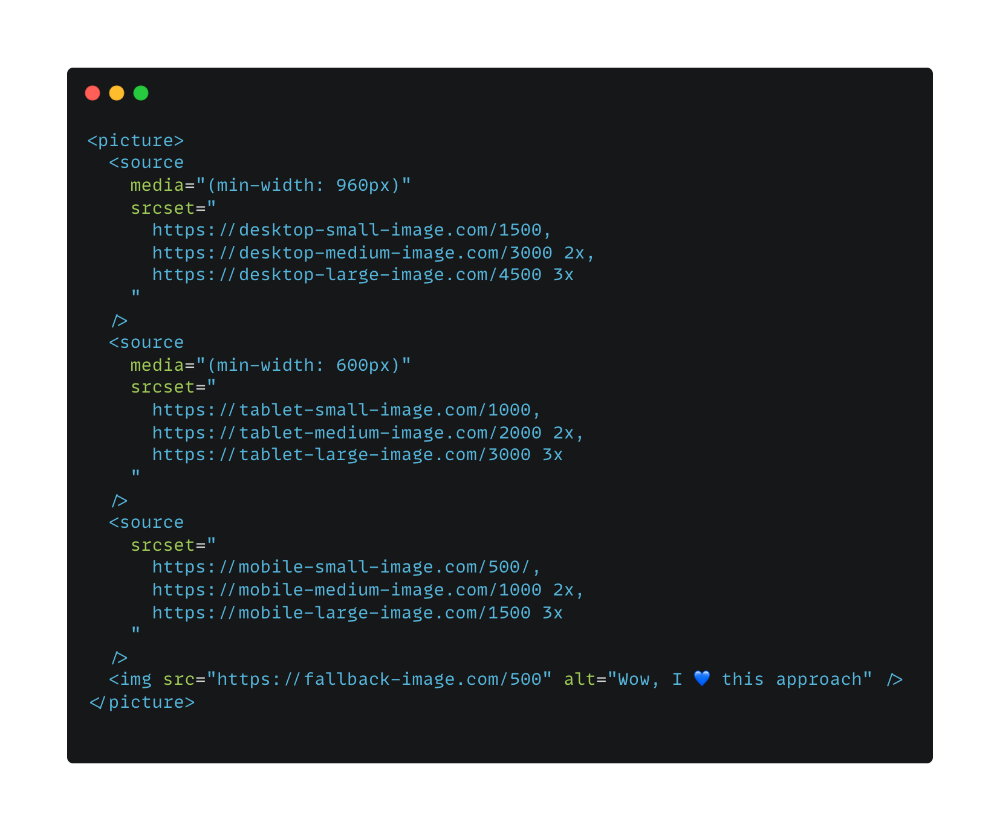 <picture>
  <source
    media="(min-width: 960px)"
    srcset="
      https://desktop-small-image.com/1500,
      https://desktop-medium-image.com/3000 2x,
      https://desktop-large-image.com/4500 3x
    "
  />
  <source
    media="(min-width: 600px)"
    srcset="
      https://tablet-small-image.com/1000,
      https://tablet-medium-image.com/2000 2x,
      https://tablet-large-image.com/3000 3x
    "
  />
  <source
    srcset="
      https://mobile-small-image.com/500/,
      https://mobile-medium-image.com/1000 2x,
      https://mobile-large-image.com/1500 3x
    "
  />
  <img src="https://fallback-image.com/500" alt="Wow, I 💙 this approach" />
</picture>